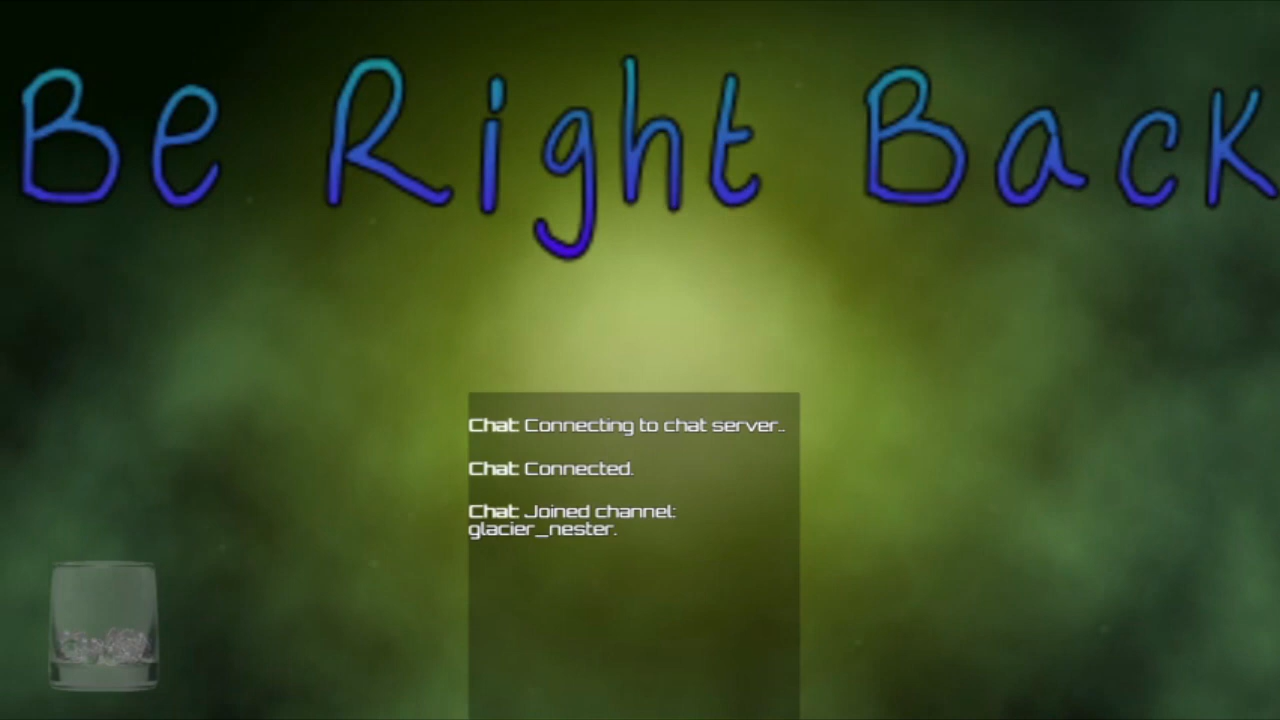 Be Right Back
Chat: Connecting to chat server..
Chat: Connected.
Chat: Joined channel:
glacier_nester.